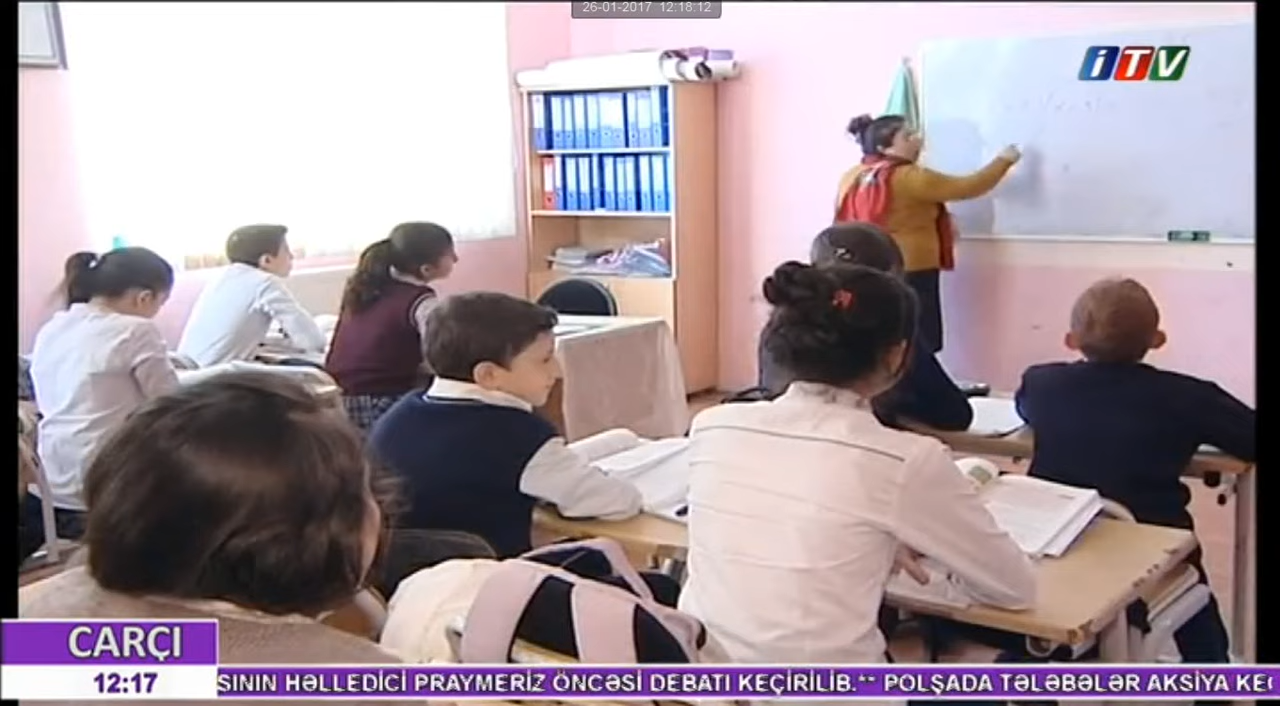 26-01-2017 12:18:12
iTV
CARÇI
12:17
SININ HƏLLEDİCİ PRAYMERİZ ÖNCƏSİ DEBATI KEÇİRİLİB.** POLŞADA TƏLƏBƏLƏR AKSİYA